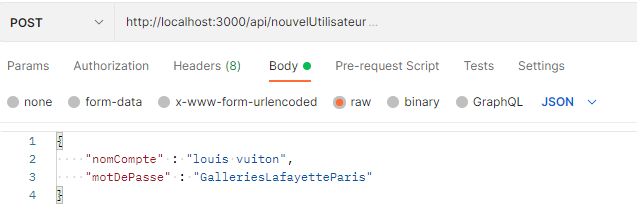 POST http://localhost:3000/api/nouvelUtilisateur ...
Params Authorization Headers (8) Body Pre-request Script Tests Settings
none form-data x-www-form-urlencoded raw binary GraphQL JSON
1 {
2 "nomCompte" : "louis vuiton",
3 "motDePasse" : "GalleriesLafayetteParis"
4 }